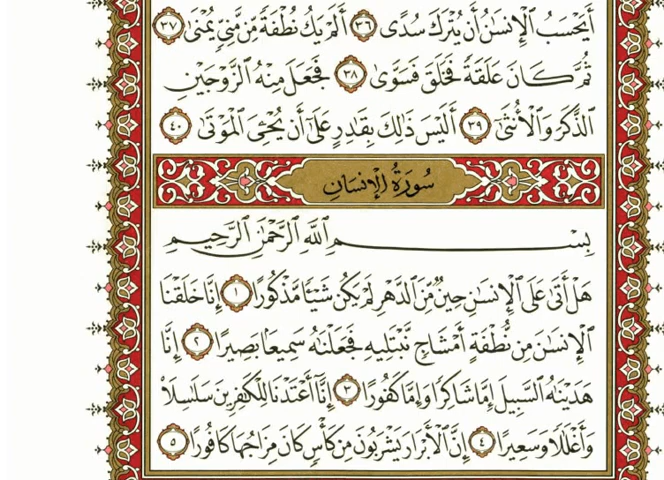 أَيَحْسَبُ ٱلْإِنسَٰنُ أَن يُتْرَكَ سُدًى ٣٦ أَلَمْ يَكُ نُطْفَةً مِّن مَّنِىٍّ يُمْنَىٰ ٣٧
ثُمَّ كَانَ عَلَقَةً فَخَلَقَ فَسَوَّىٰ ٣٨ فَجَعَلَ مِنْهُ ٱلزَّوْجَيْنِ
ٱلذَّكَرَ وَٱلْأُنثَىٰٓ ٣٩ أَلَيْسَ ذَٰلِكَ بِقَٰدِرٍ عَلَىٰٓ أَن يُحْـِۧىَ ٱلْمَوْتَىٰ ٤٠
سُورَةُ الإِنسَانِ
بِسْمِ ٱللَّهِ ٱلرَّحْمَٰنِ ٱلرَّحِيمِ
هَلْ أَتَىٰ عَلَى ٱلْإِنسَٰنِ حِينٌ مِّنَ ٱلدَّهْرِ لَمْ يَكُن شَيْـًٔا مَّذْكُورًا ١ إِنَّا خَلَقْنَا
ٱلْإِنسَٰنَ مِن نُّطْفَةٍ أَمْشَاجٍ نَّبْتَلِيهِ فَجَعَلْنَٰهُ سَمِيعًۢا بَصِيرًا ٢ إِنَّا
هَدَيْنَٰهُ ٱلسَّبِيلَ إِمَّا شَاكِرًا وَإِمَّا كَفُورًا ٣ إِنَّآ أَعْتَدْنَا لِلْكَٰفِرِينَ سَلَٰسِلَا۟
وَأَغْلَٰلًا وَسَعِيرًا ٤ إِنَّ ٱلْأَبْرَارَ يَشْرَبُونَ مِن كَأْسٍ كَانَ مِزَاجُهَا كَافُورًا ٥